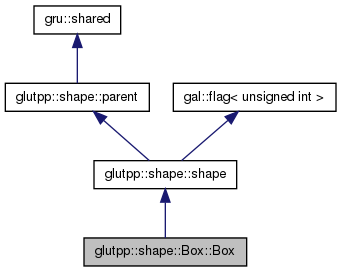 gru::shared
glutpp::shape::parent
gal::flag< unsigned int >
glutpp::shape::shape
glutpp::shape::Box::Box